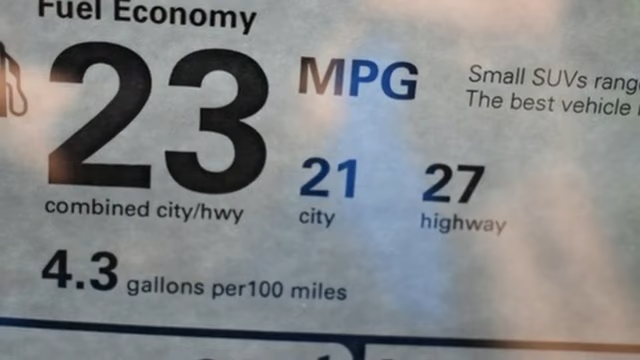 Fuel Economy
23 MPG
Small SUVs
The best vehicle
21 27
combined city/hwy city highway
4.3 gallons per100 miles